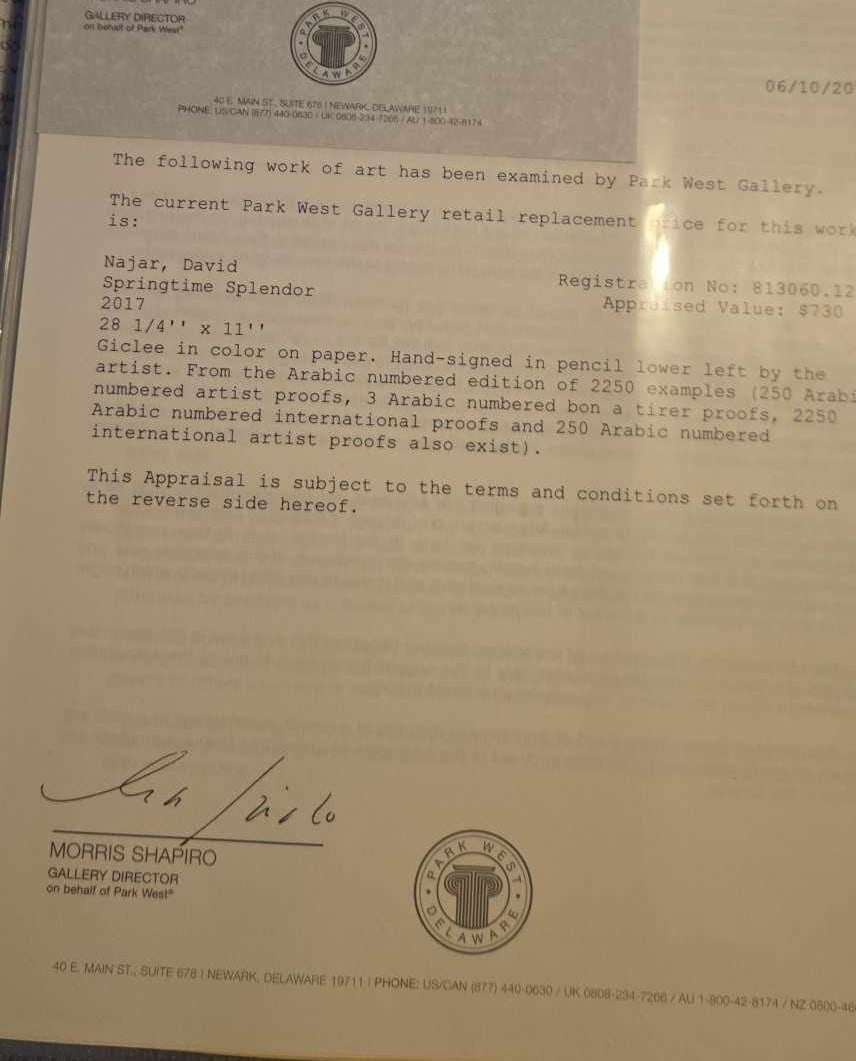 GALLERY DIRECTOR
on behalf of Park West®
PARK WEST
DELAWARE
40 E. MAIN ST., SUITE 678 | NEWARK, DELAWARE 19711
PHONE: US/CAN (877) 440-0630 / UK 0808-234-7266 / AU 1-800-42-8174
06/10/20
The following work of art has been examined by Park West Gallery.
The current Park West Gallery retail replacement price for this work
is:
Najar, David
Springtime Splendor
2017
28 1/4'' x 11''
Registration No: 813060.12
Appraised Value: $730
Giclee in color on paper. Hand-signed in pencil lower left by the
artist. From the Arabic numbered edition of 2250 examples (250 Arabi
numbered artist proofs, 3 Arabic numbered bon a tirer proofs, 2250
Arabic numbered international proofs and 250 Arabic numbered
international artist proofs also exist).
This Appraisal is subject to the terms and conditions set forth on
the reverse side hereof.
MORRIS SHAPIRO
GALLERY DIRECTOR
on behalf of Park West®
PARK WEST
DELAWARE
40 E. MAIN ST., SUITE 678 | NEWARK, DELAWARE 19711 | PHONE: US/CAN (877) 440-0630 / UK 0808-234-7266 / AU 1-800-42-8174 / NZ 0800-46